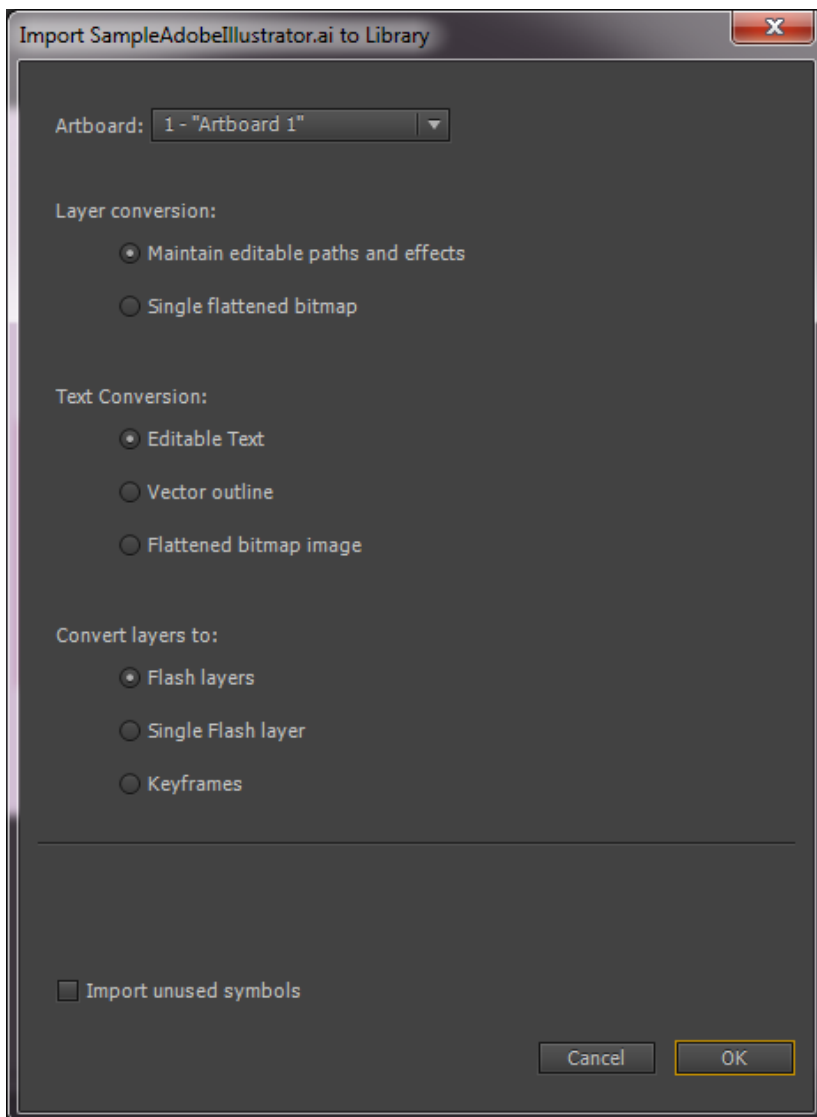 Import SampleAdobeIllustrator.ai to Library
Artboard: 1 - "Artboard 1"
Layer conversion:
Maintain editable paths and effects
Single flattened bitmap
Text Conversion:
Editable Text
Vector outline
Flattened bitmap image
Convert layers to:
Flash layers
Single Flash layer
Keyframes
Import unused symbols
Cancel OK